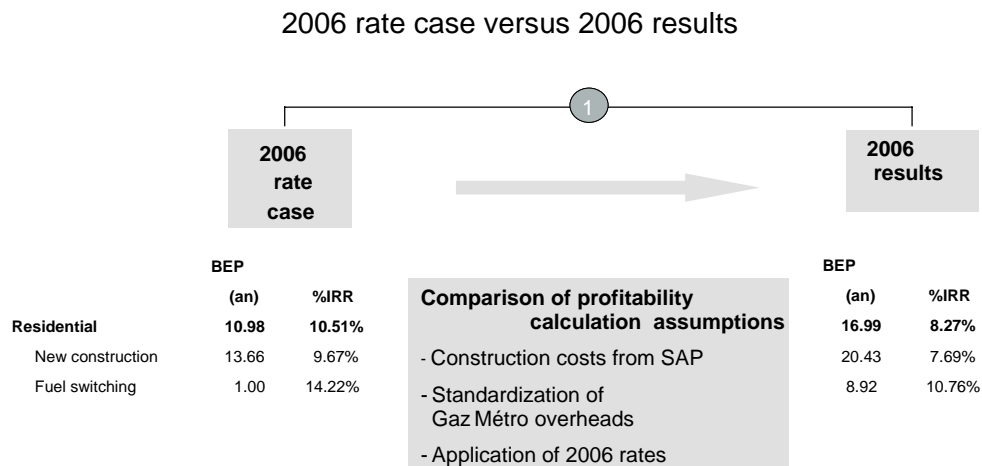 2006 rate case versus 2006 results
1
2006
rate
case
2006
results
BEP
(an) %IRR
Residential 10.98 10.51%
New construction 13.66 9.67%
Fuel switching 1.00 14.22%
Comparison of profitability
calculation assumptions
- Construction costs from SAP
- Standardization of
Gaz Métro overheads
- Application of 2006 rates
BEP
(an) %IRR
16.99 8.27%
20.43 7.69%
8.92 10.76%